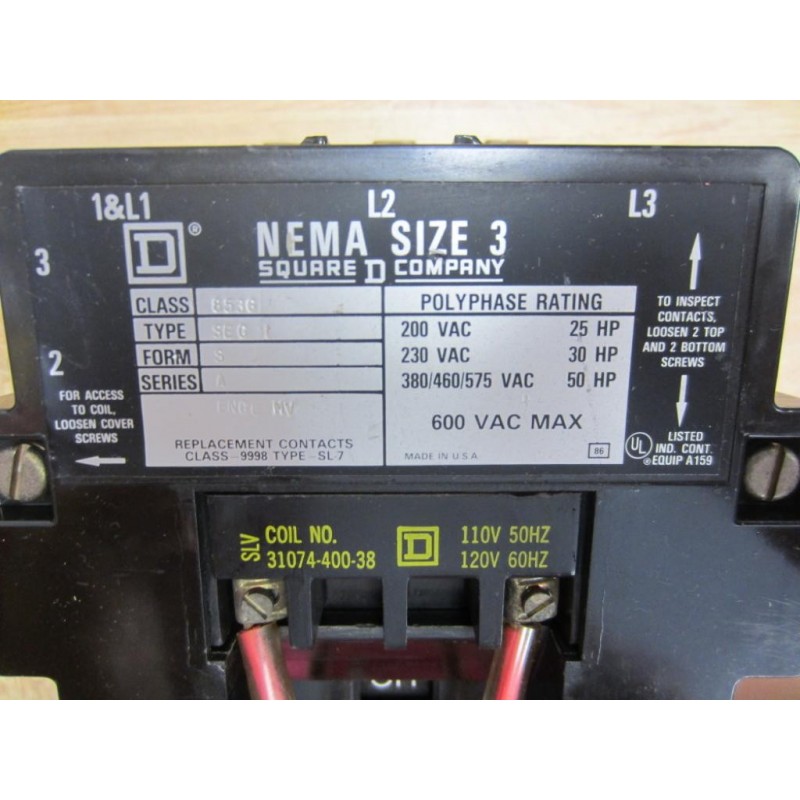 1&L1 L2 L3
3
D ®
NEMA SIZE 3
SQUARE D COMPANY
CLASS 8536
TYPE SEG 1
FORM S
SERIES A
MV
REPLACEMENT CONTACTS
CLASS-9998 TYPE-SL-7
POLYPHASE RATING
200 VAC 25 HP
230 VAC 30 HP
380/460/575 VAC 50 HP
600 VAC MAX
MADE IN U.S.A. 86
2
FOR ACCESS
TO COIL,
LOOSEN COVER
SCREWS
TO INSPECT
CONTACTS,
LOOSEN 2 TOP
AND 2 BOTTOM
SCREWS
UL ® LISTED
IND. CONT.
EQUIP A159
SLV
COIL NO.
31074-400-38
D
110V 50HZ
120V 60HZ